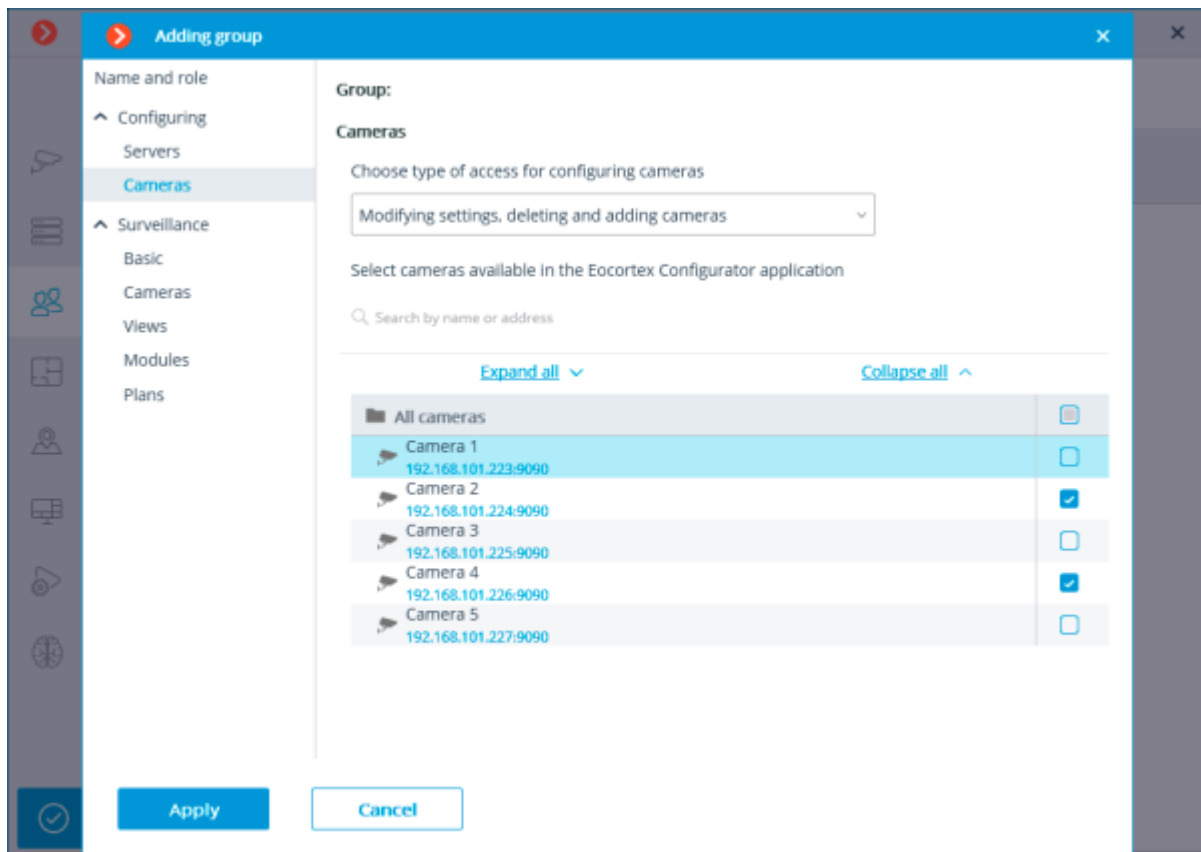 Adding group
Name and role
Configuring
Servers
Cameras
Surveillance
Basic
Cameras
Views
Modules
Plans
Group:
Cameras
Choose type of access for configuring cameras
Modifying settings, deleting and adding cameras
Select cameras available in the Eocortex Configurator application
Search by name or address
Expand all
Collapse all
All cameras
Camera 1
192.168.101.223:9090
Camera 2
192.168.101.224:9090
Camera 3
192.168.101.225:9090
Camera 4
192.168.101.226:9090
Camera 5
192.168.101.227:9090
Apply
Cancel